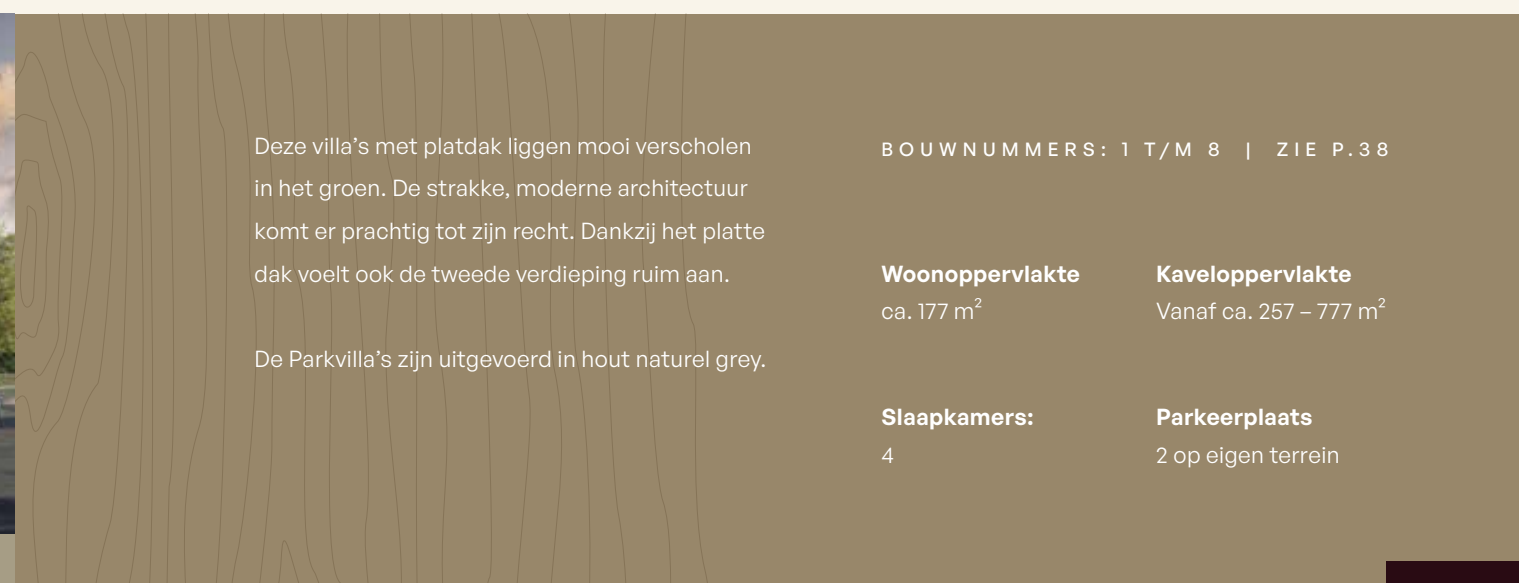 Deze villa’s met platdak liggen mooi verscholen
in het groen. De strakke, moderne architectuur
komt er prachtig tot zijn recht. Dankzij het platte
dak voelt ook de tweede verdieping ruim aan.
De Parkvilla’s zijn uitgevoerd in hout naturel grey.
BOUWNUMMERS: 1 T/M 8 | ZIE P.38
Woonoppervlakte
ca. 177 m²
Kaveloppervlakte
Vanaf ca. 257 – 777 m²
Slaapkamers:
4
Parkeerplaats
2 op eigen terrein